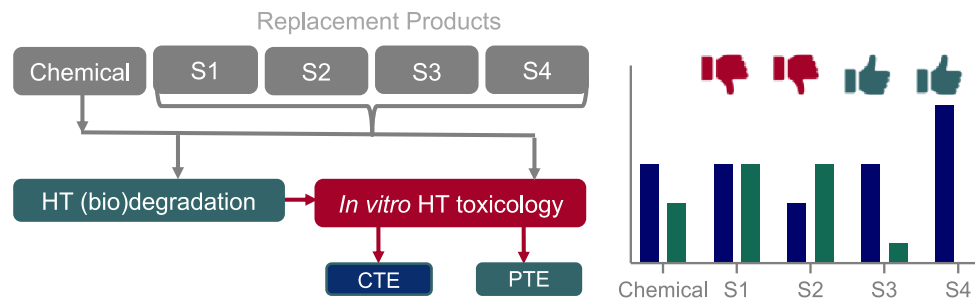 Replacement Products
Chemical S1 S2 S3 S4
HT (bio)degradation In vitro HT toxicology
CTE PTE
Chemical S1 S2 S3 S4